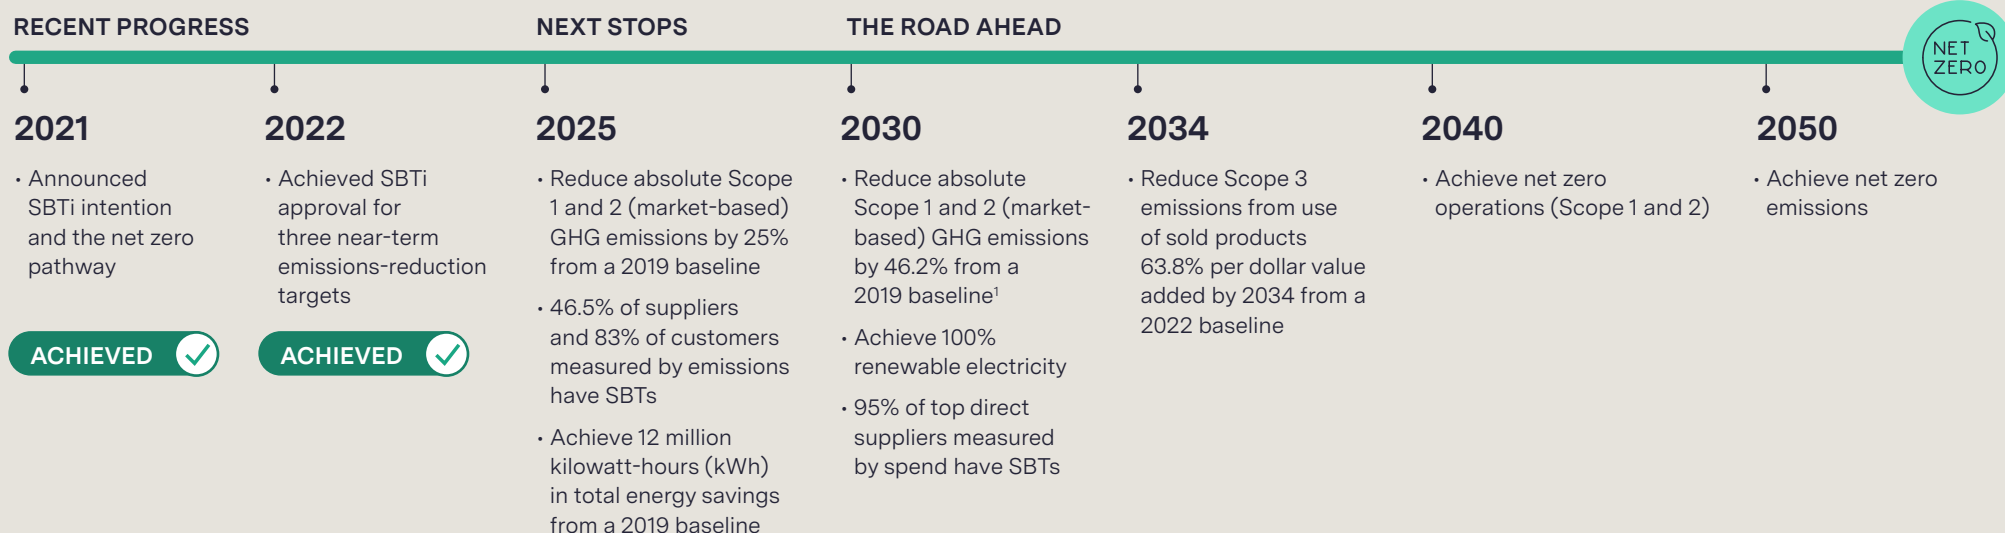 RECENT PROGRESS
NEXT STOPS
THE ROAD AHEAD
NET
ZERO
2021
• Announced
SBTi intention
and the net zero
pathway
ACHIEVED
2022
• Achieved SBTi
approval for
three near-term
emissions-reduction
targets
ACHIEVED
2025
• Reduce absolute Scope
1 and 2 (market-based)
GHG emissions by 25%
from a 2019 baseline
• 46.5% of suppliers
and 83% of customers
measured by emissions
have SBTs
• Achieve 12 million
kilowatt-hours (kWh)
in total energy savings
from a 2019 baseline
2030
• Reduce absolute
Scope 1 and 2 (market-
based) GHG emissions
by 46.2% from a
2019 baseline¹
• Achieve 100%
renewable electricity
• 95% of top direct
suppliers measured
by spend have SBTs
2034
• Reduce Scope 3
emissions from use
of sold products
63.8% per dollar value
added by 2034 from a
2022 baseline
2040
• Achieve net zero
operations (Scope 1 and 2)
2050
• Achieve net zero
emissions